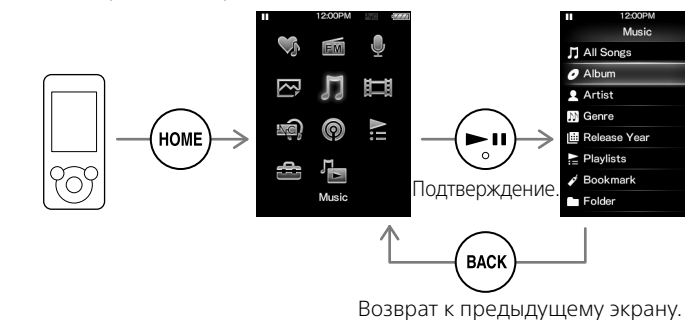 12:00PM
FM
HOME
Music
12:00PM
Music
All Songs
Album
Artist
Genre
Release Year
Playlists
Bookmark
Folder
Подтверждение.
BACK
Возврат к предыдущему экрану.